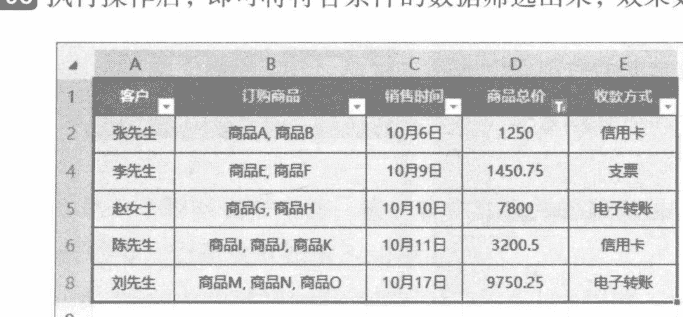 执行操作后，即可将符合条件的数据筛选出来，效果
A B C D E
1 客户 订购商品 销售时间 商品总价 收款方式
2 张先生 商品A, 商品B 10月6日 1250 信用卡
4 李先生 商品E, 商品F 10月9日 1450.75 支票
5 赵女士 商品G, 商品H 10月10日 7800 电子转账
6 陈先生 商品I, 商品J, 商品K 10月11日 3200.5 信用卡
8 刘先生 商品M, 商品N, 商品O 10月17日 9750.25 电子转账